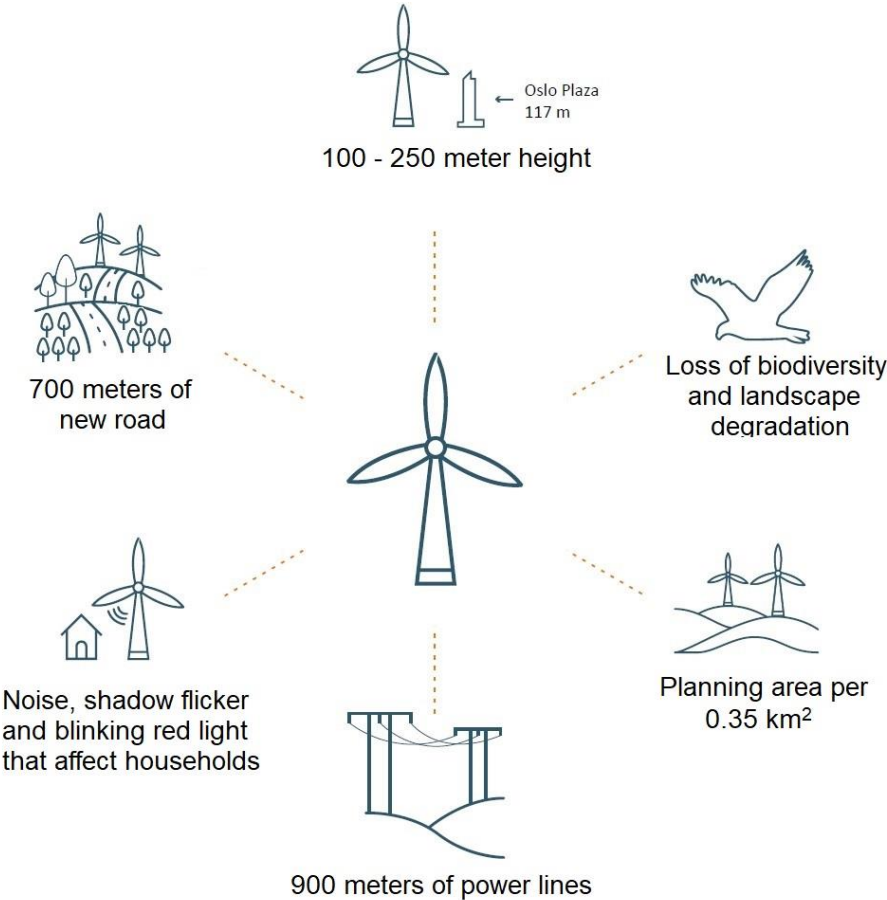 Oslo Plaza
117 m
100 - 250 meter height
700 meters of
new road
Loss of biodiversity
and landscape
degradation
Noise, shadow flicker
and blinking red light
that affect households
Planning area per
0.35 km²
900 meters of power lines